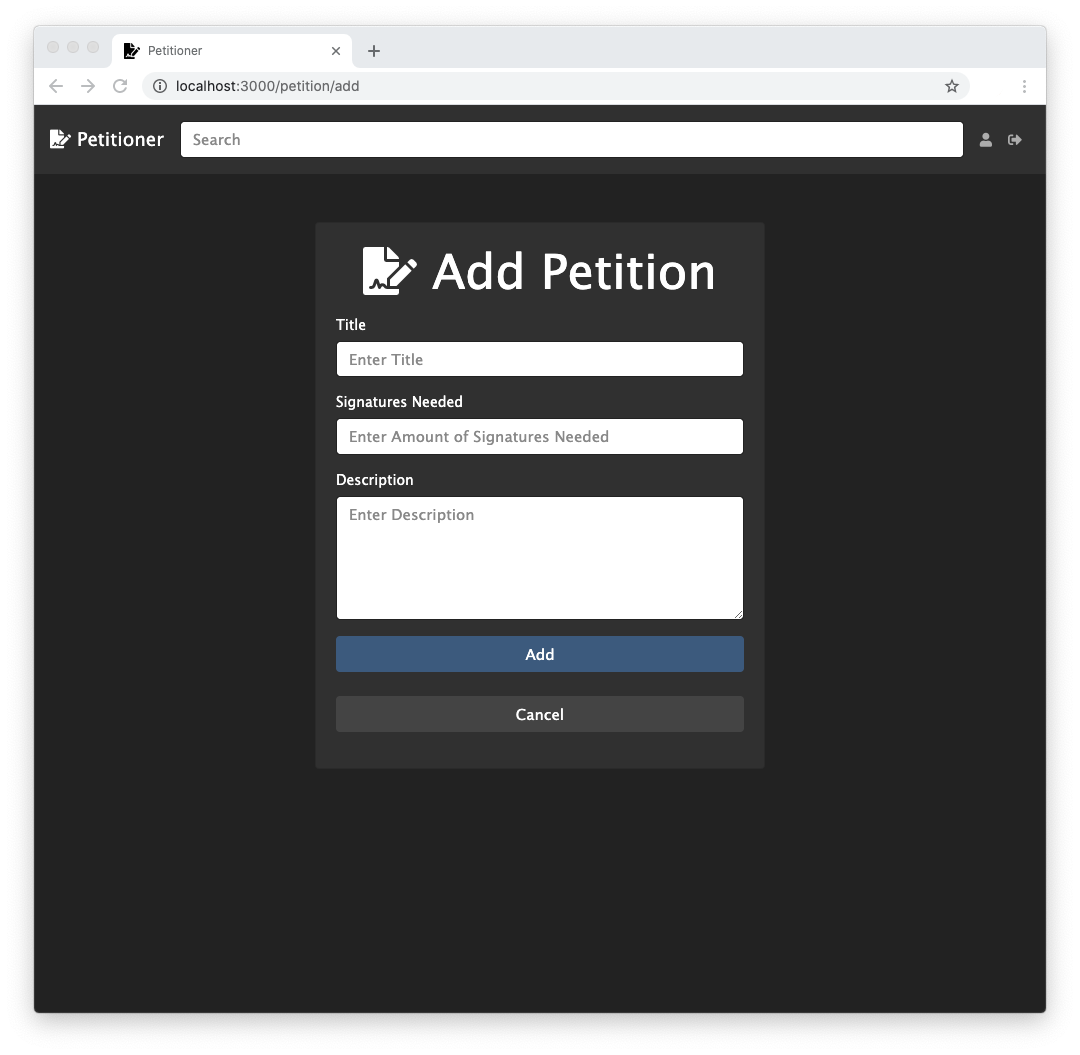 Petitioner
localhost:3000/petition/add
Petitioner Search
Add Petition
Title
Enter Title
Signatures Needed
Enter Amount of Signatures Needed
Description
Enter Description
Add
Cancel